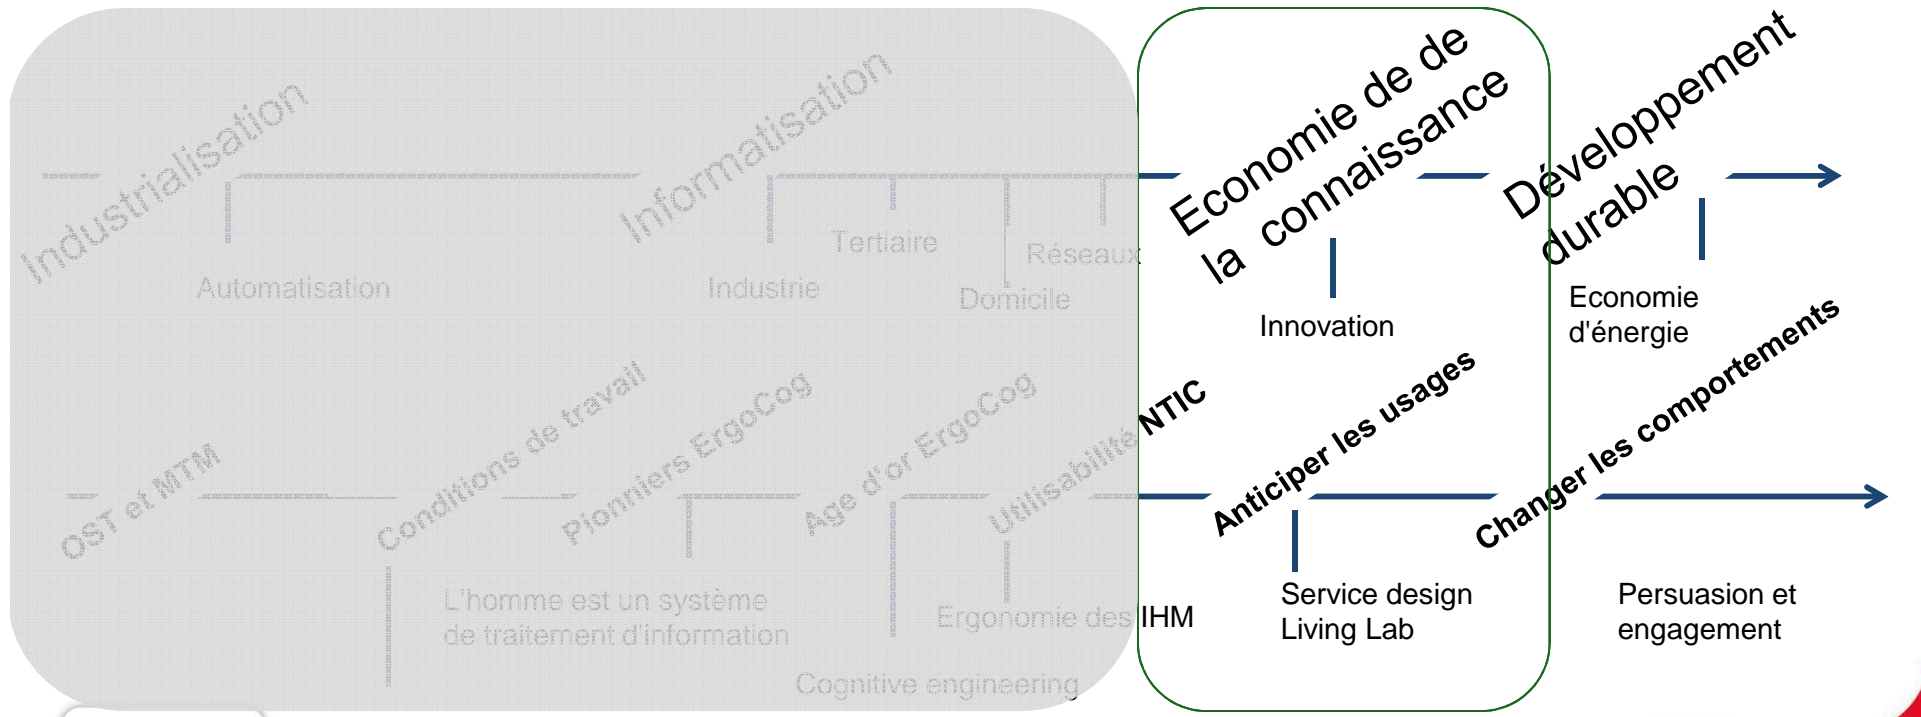 Industrialisation
Informatisation
Economie de de
la connaissance
Développement
durable
Automatisation
Industrie
Tertiaire
Domicile
Réseaux
Innovation
Economie
d'énergie
OST et MTM
Conditions de travail
Pionniers ErgoCog
Age d'or ErgoCog
Utilisabilité NTIC
Anticiper les usages
Changer les comportements
L'homme est un système
de traitement d'information
Cognitive engineering
Ergonomie des IHM
Service design
Living Lab
Persuasion et
engagement